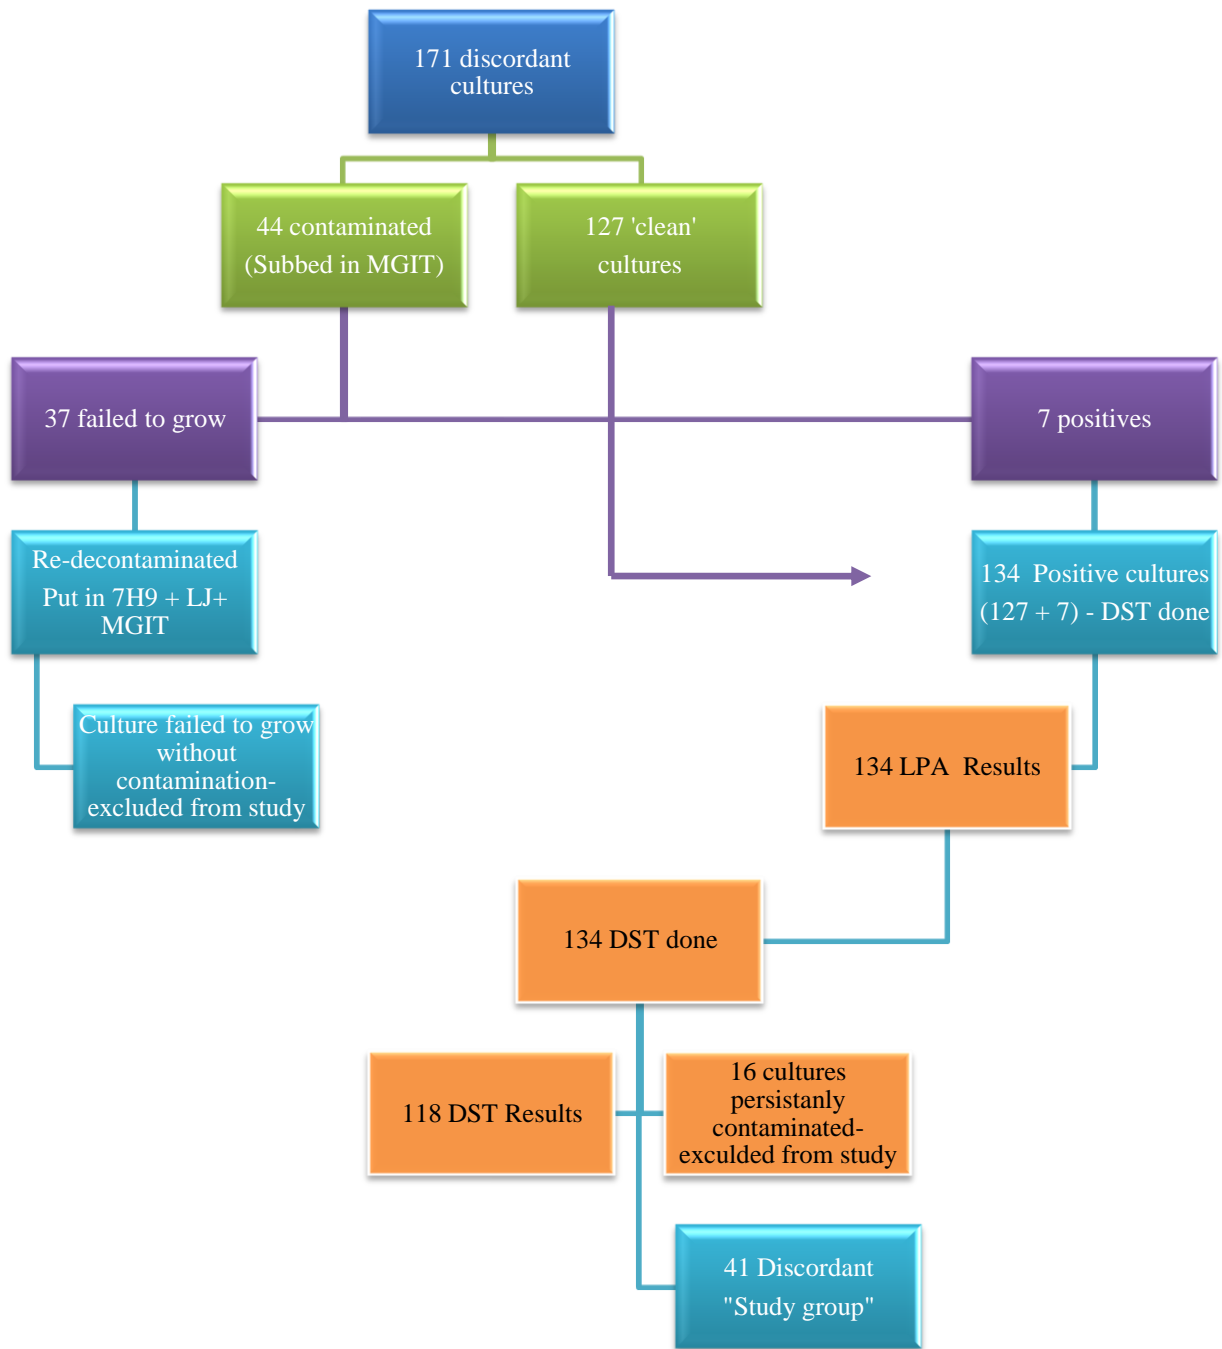 171 discordant
cultures
44 contaminated
(Subbed in MGIT)
127 'clean'
cultures
37 failed to grow
7 positives
Re-decontaminated
Put in 7H9 + LJ+
MGIT
134 Positive cultures
(127 + 7) - DST done
Culture failed to grow
without
contamination-
excluded from study
134 LPA Results
134 DST done
118 DST Results
16 cultures
persistanly
contaminated-
exculded from study
41 Discordant
"Study group"